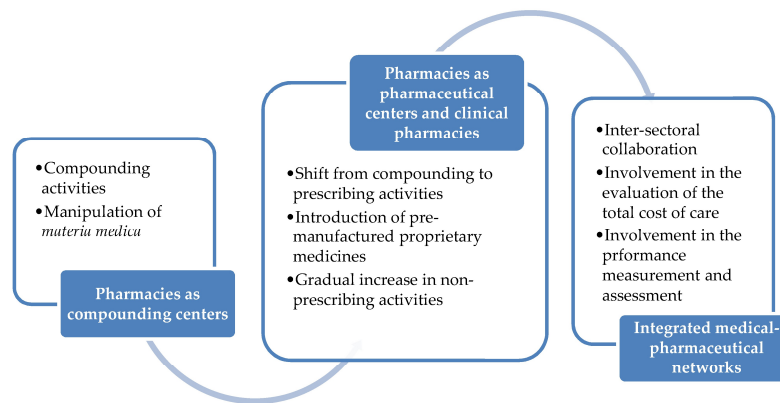 •Compounding
activities
•Manipulation of
materia medica
Pharmacies as
compounding centers
Pharmacies as
pharmaceutical
centers and clinical
pharmacies
•Shift from compounding to
prescribing activities
•Introduction of pre-
manufactured proprietary
medicines
•Gradual increase in non-
prescribing activities
•Inter-sectoral
collaboration
•Involvement in the
evaluation of the
total cost of care
•Involvement in the
prformance
measurement and
assessment
Integrated medical-
pharmaceutical
networks